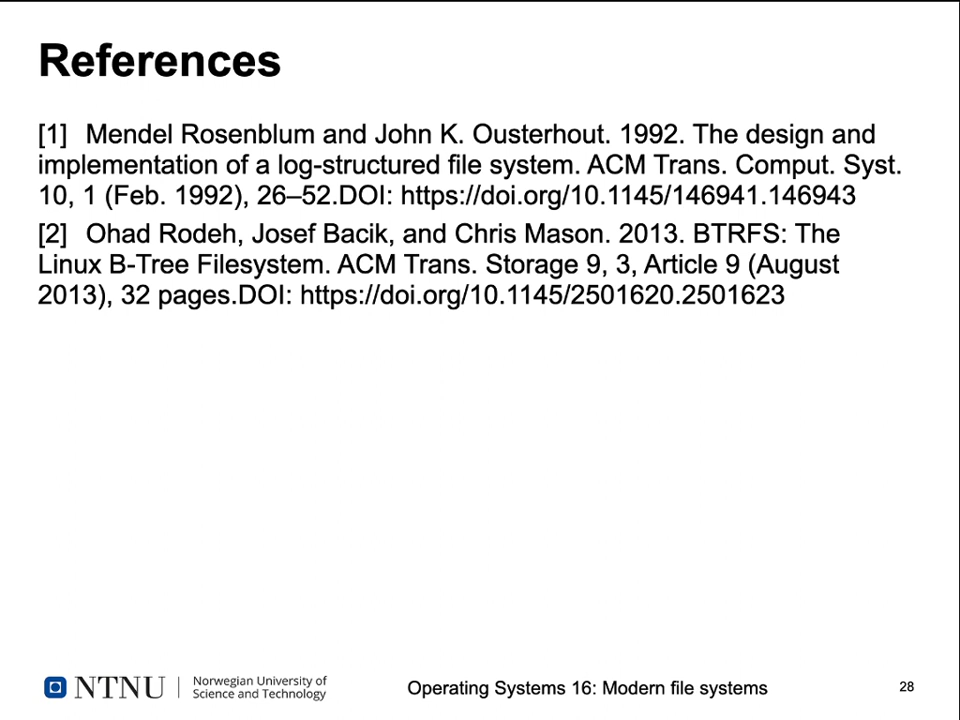 References
[1] Mendel Rosenblum and John K. Ousterhout. 1992. The design and
implementation of a log-structured file system. ACM Trans. Comput. Syst.
10, 1 (Feb. 1992), 26–52.DOI: https://doi.org/10.1145/146941.146943
[2] Ohad Rodeh, Josef Bacik, and Chris Mason. 2013. BTRFS: The
Linux B-Tree Filesystem. ACM Trans. Storage 9, 3, Article 9 (August
2013), 32 pages.DOI: https://doi.org/10.1145/2501620.2501623
NTNU
Norwegian University of
Science and Technology
Operating Systems 16: Modern file systems
28